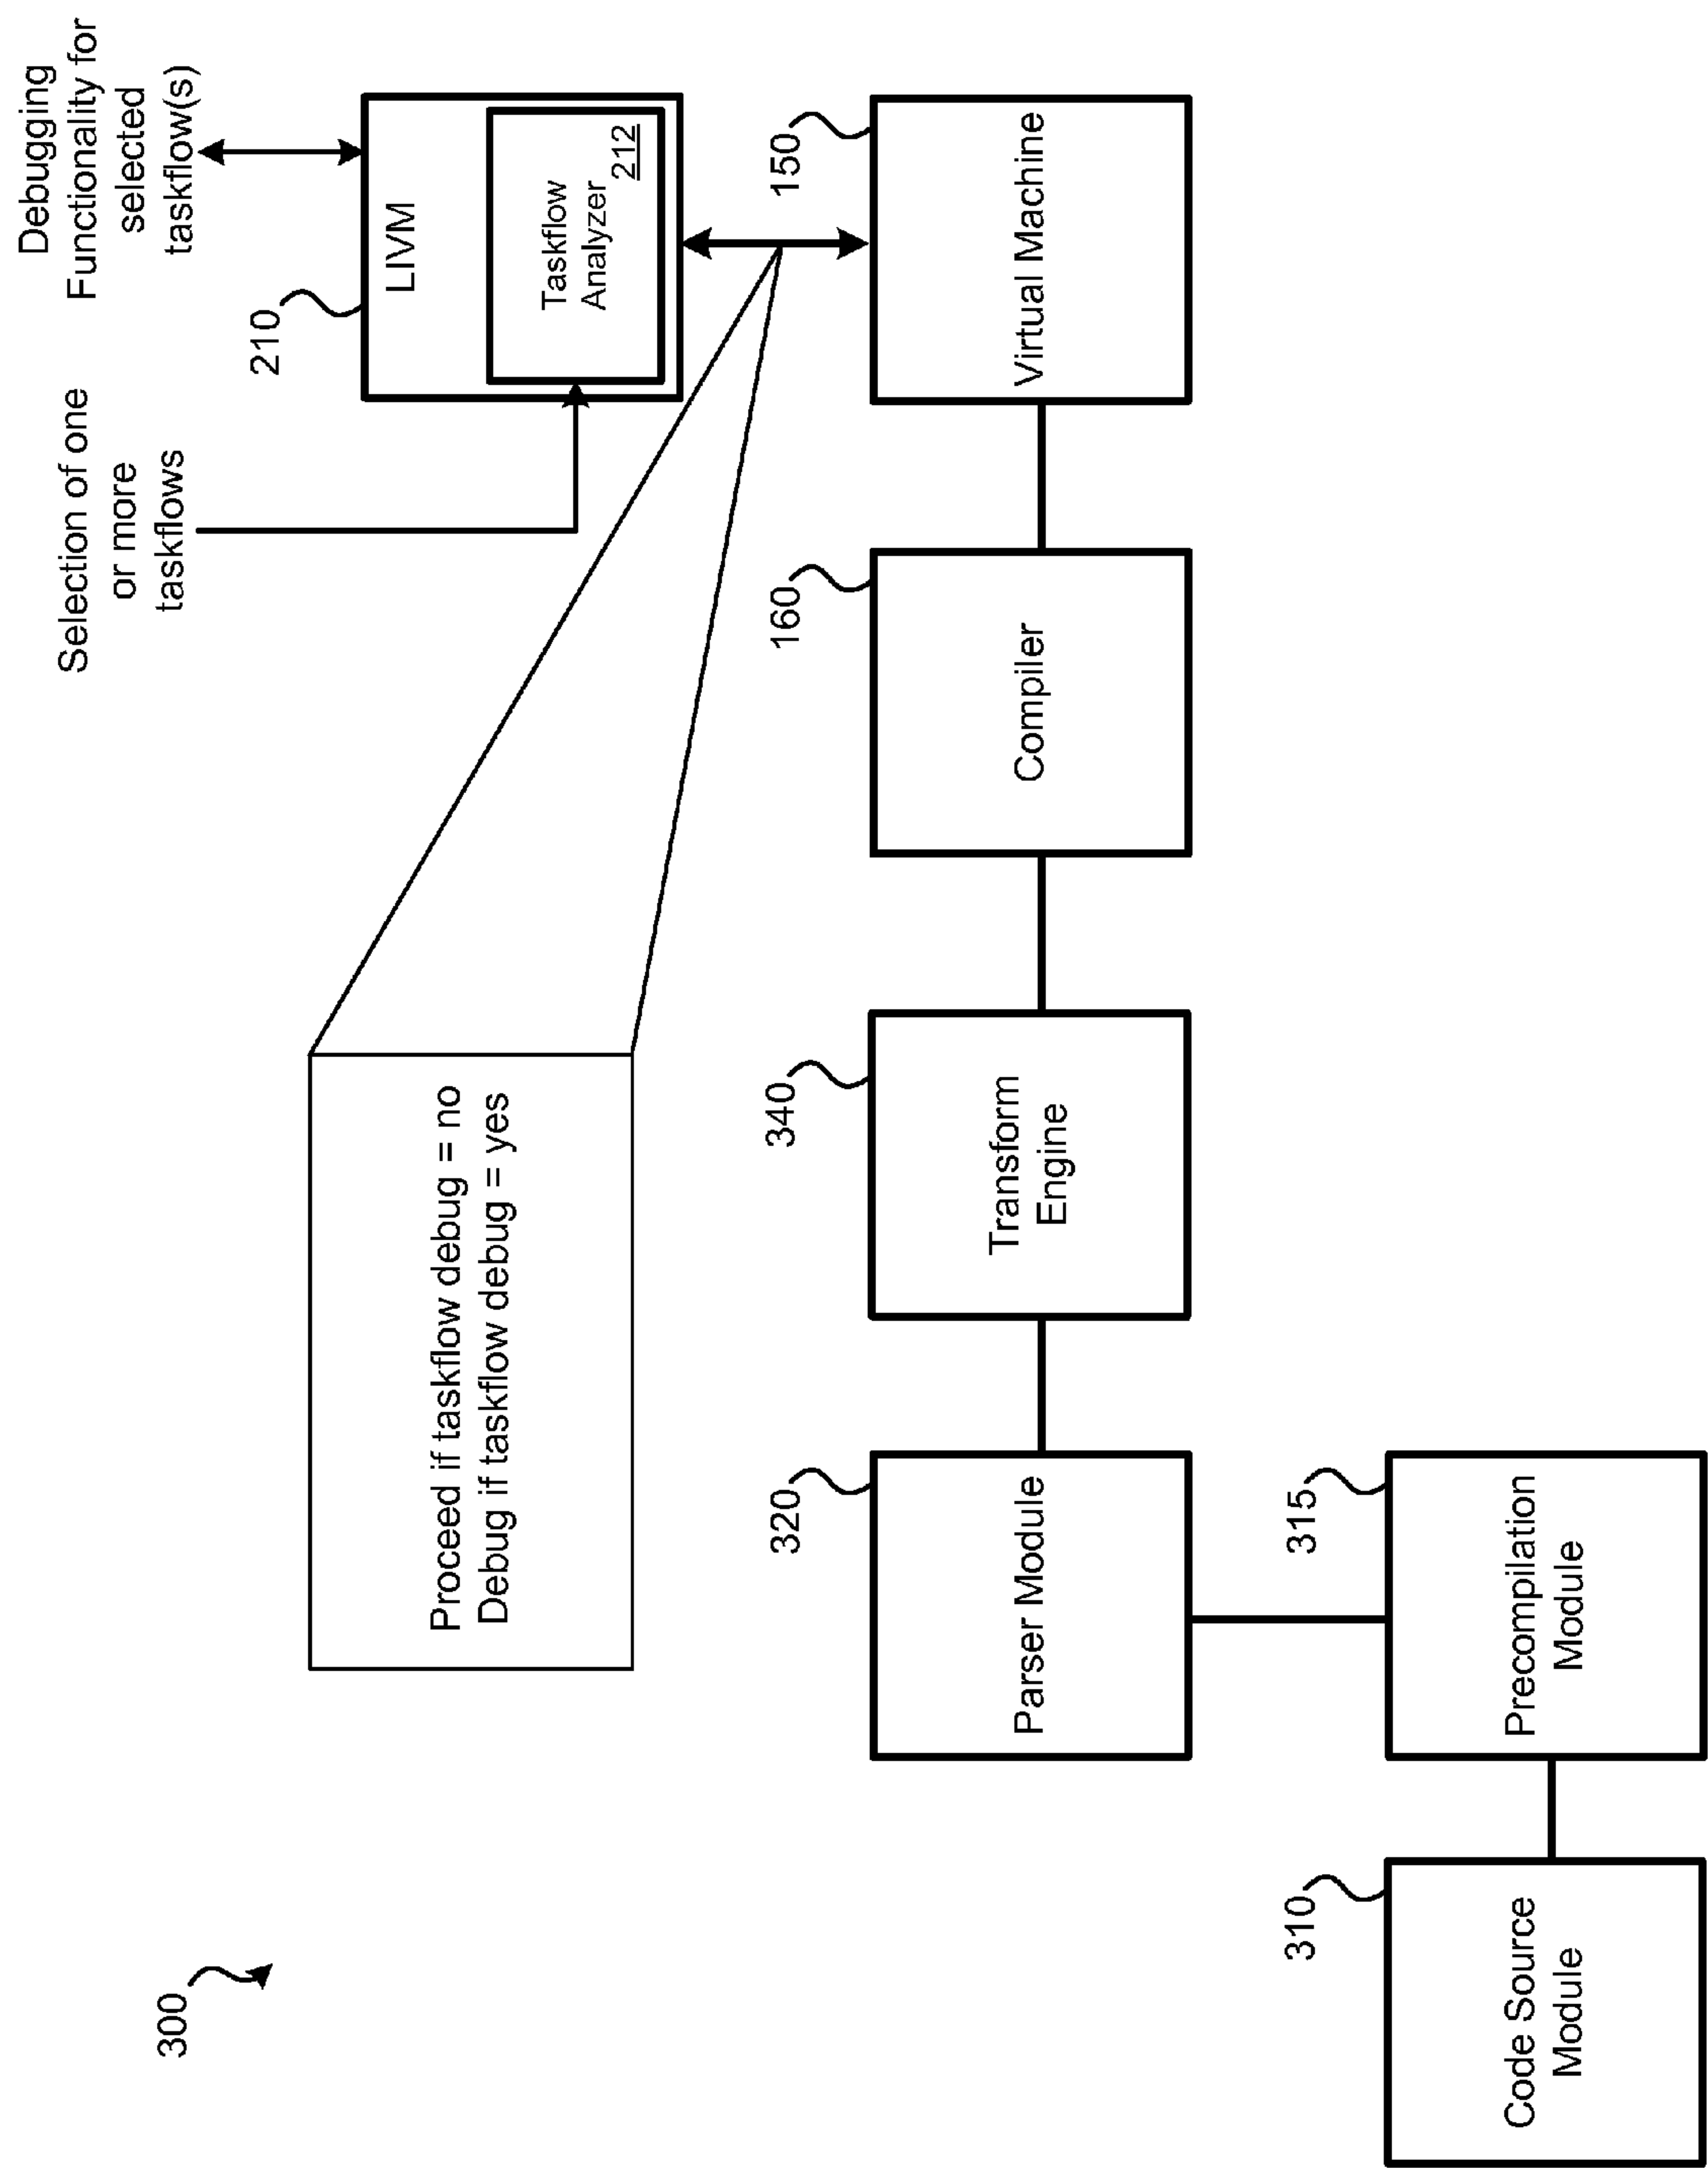 300
Selection of one
or more
taskflows
Debugging
Functionality for
selected
taskflow(s)
210
LIVM
Taskflow
Analyzer
212
Proceed if taskflow debug = no
Debug if taskflow debug = yes
320
Parser Module
340
Transform
Engine
160
Compiler
150
Virtual Machine
310
Code Source
Module
315
Precompilation
Module